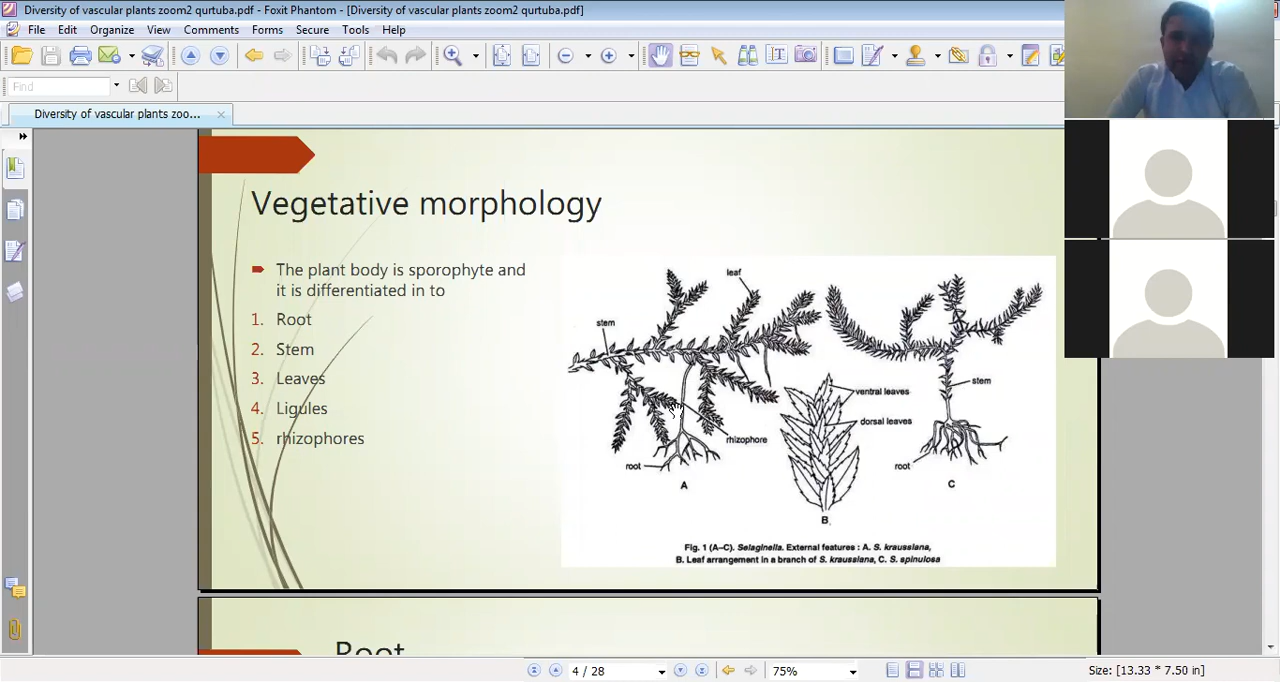 Diversity of vascular plants zoom2 qurtuba.pdf - Foxit Phantom - [Diversity of vascular plants zoom2 qurtuba.pdf]
File Edit Organize View Comments Forms Secure Tools Help
Find
Diversity of vascular plants zoo...
Vegetative morphology
The plant body is sporophyte and
it is differentiated in to
1. Root
2. Stem
3. Leaves
4. Ligules
5. rhizophores
leaf
stem
rhizophore
root
A
ventral leaves
dorsal leaves
B
stem
root
C
Fig. 1 (A–C). Selaginella. External features : A. S. kraussiana,
B. Leaf arrangement in a branch of S. kraussiana, C. S. spinulosa
Root
4 / 28
75%
Size: [13.33 * 7.50 in]